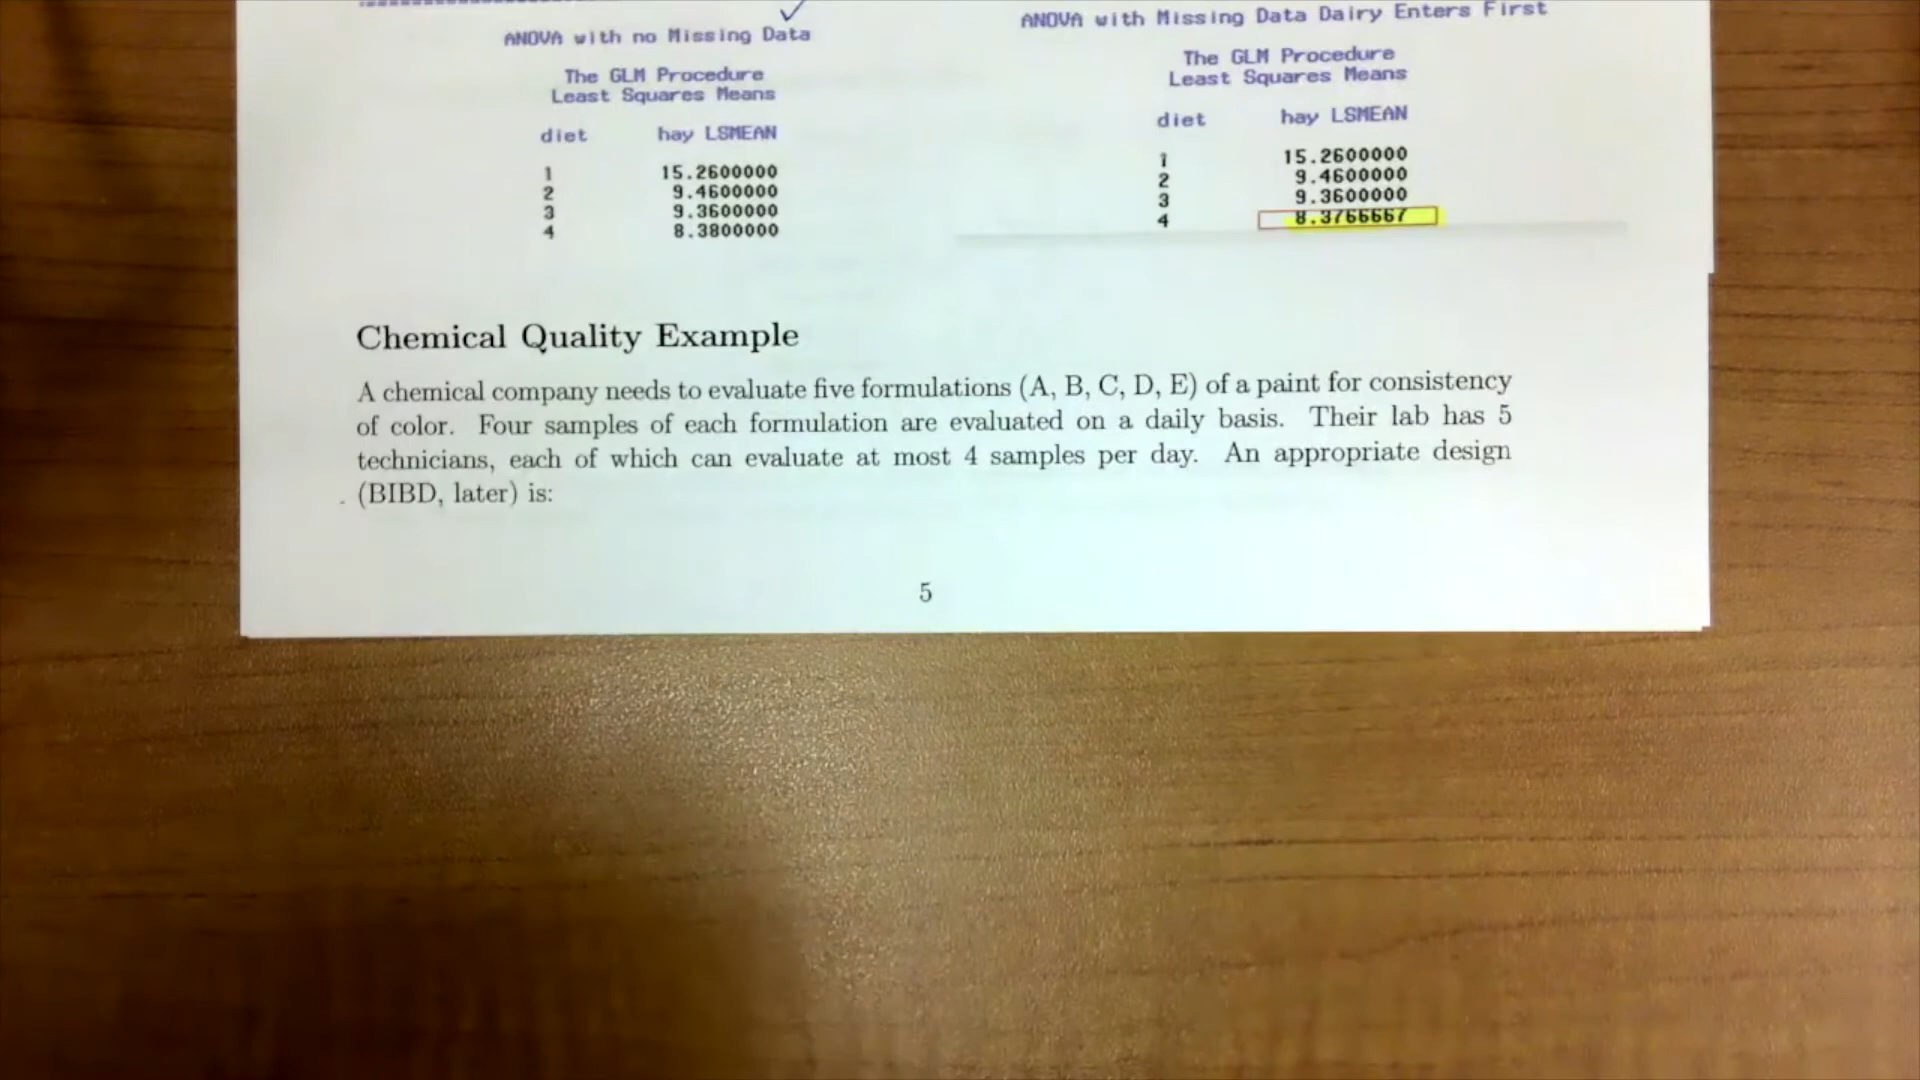 ANOVA with no Missing Data
The GLM Procedure
Least Squares Means
diet hay LSMEAN
1 15.2600000
2 9.4600000
3 9.3600000
4 8.3800000
ANOVA with Missing Data Dairy Enters First
The GLM Procedure
Least Squares Means
diet hay LSMEAN
1 15.2600000
2 9.4600000
3 9.3600000
4 8.3766667
Chemical Quality Example
A chemical company needs to evaluate five formulations (A, B, C, D, E) of a paint for consistency
of color. Four samples of each formulation are evaluated on a daily basis. Their lab has 5
technicians, each of which can evaluate at most 4 samples per day. An appropriate design
(BIBD, later) is:
5